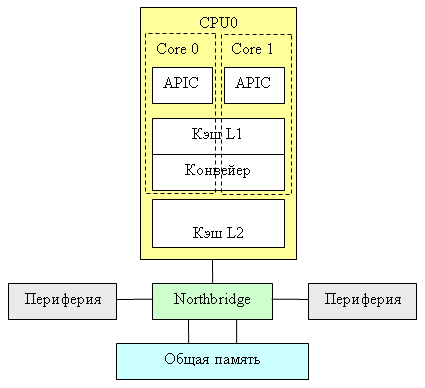 CPU0
Core 0 Core 1
APIC APIC
Кэш L1
Конвейер
Кэш L2
Периферия Northbridge Периферия
Общая память